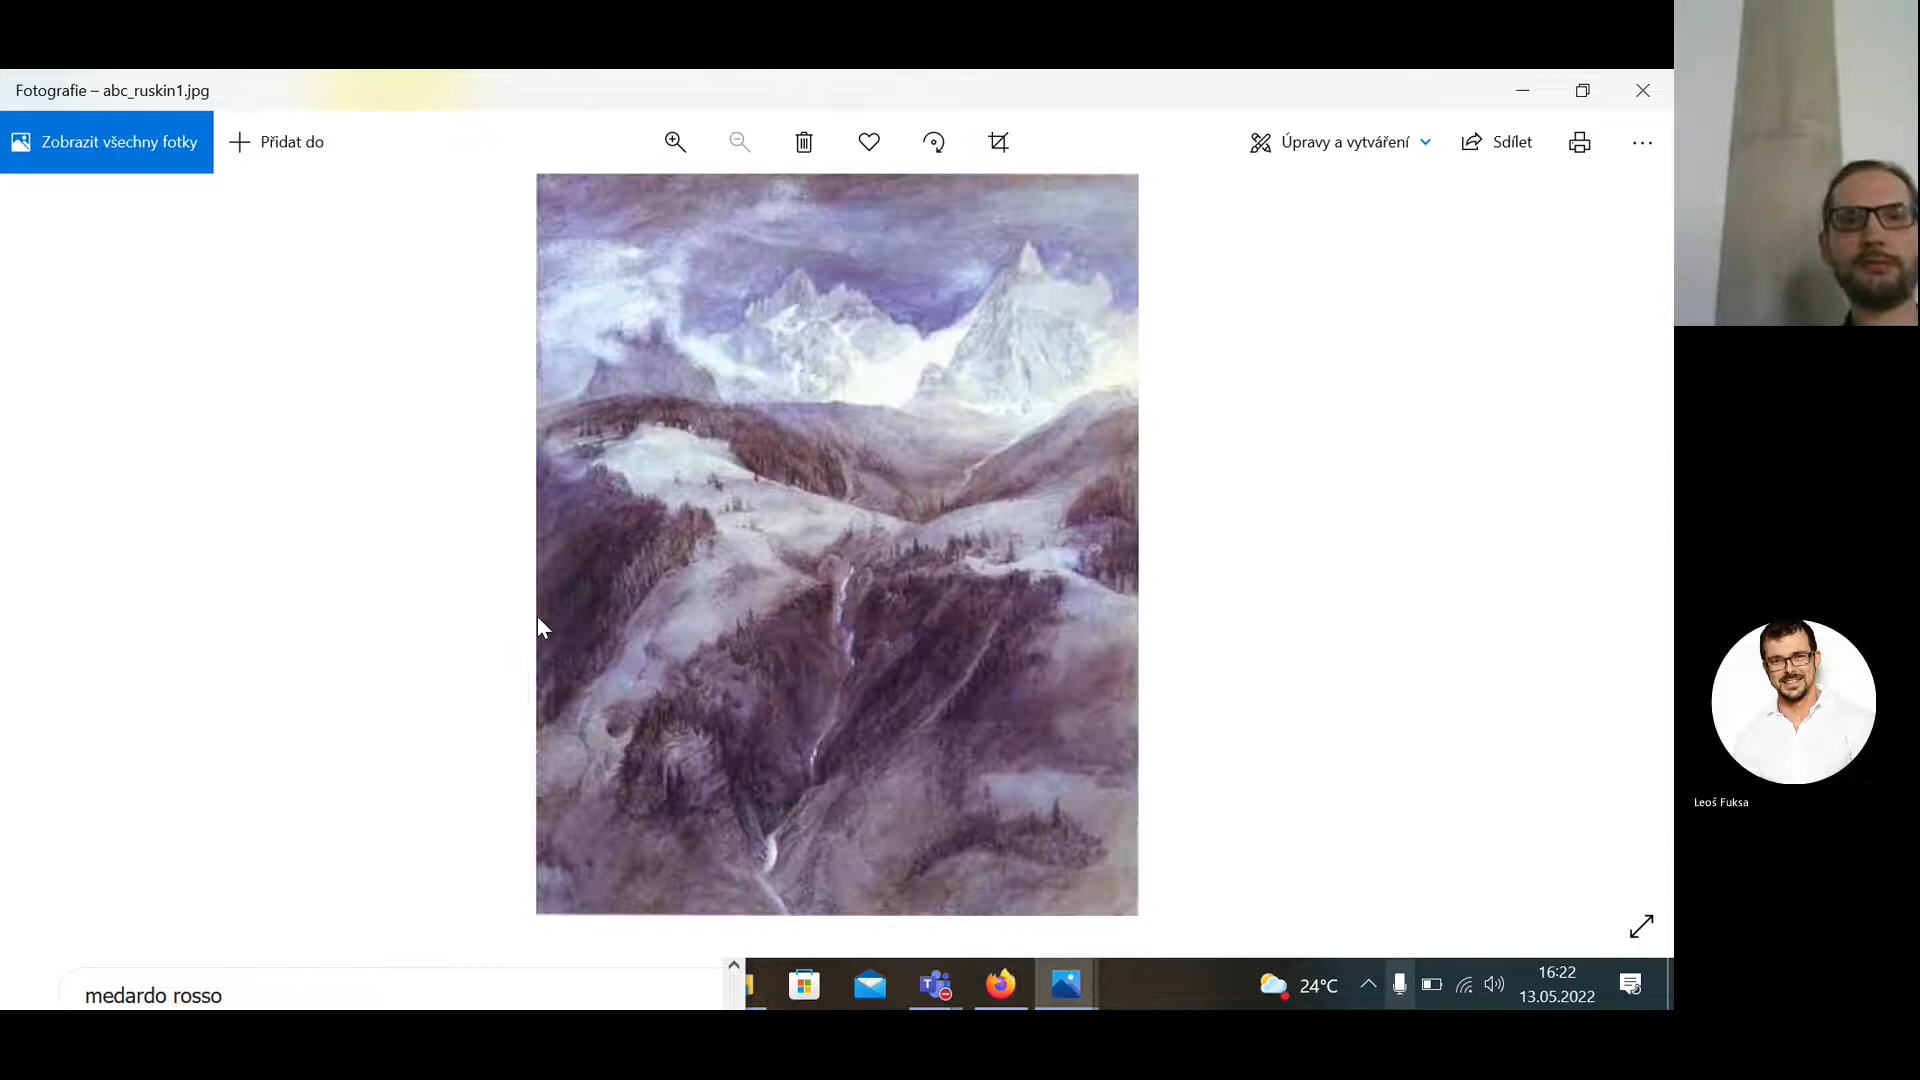 Fotografie – abc_ruskin1.jpg
Zobrazit všechny fotky
Přidat do
Úpravy a vytváření
Sdílet
Leoš Fuksa
medardo rosso
24°C
16:22
13.05.2022